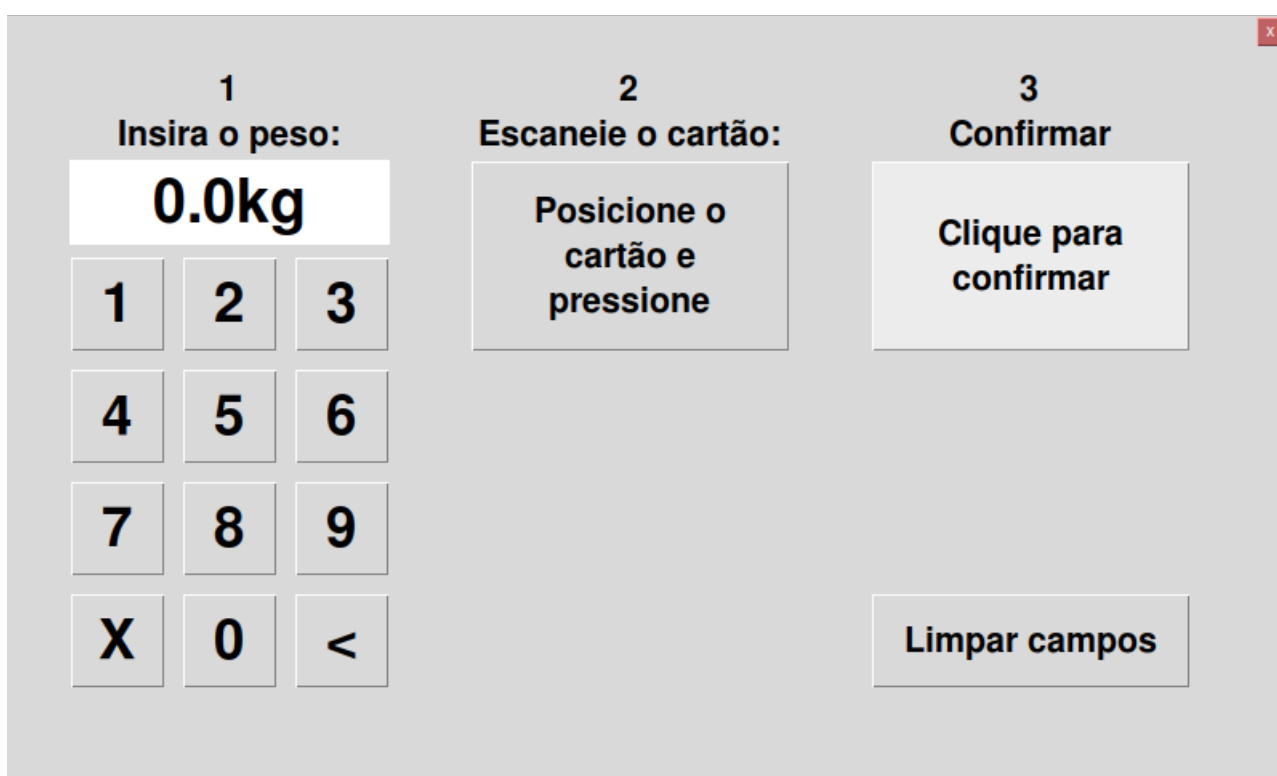 X
1
Insira o peso:
0.0kg
1 2 3
4 5 6
7 8 9
X 0 <
2
Escaneie o cartão:
Posicione o
cartão e
pressione
3
Confirmar
Clique para
confirmar
Limpar campos